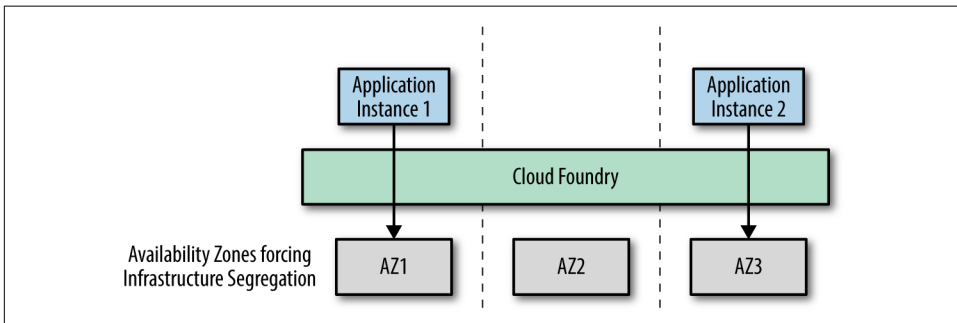 Application
Instance 1
Application
Instance 2
Cloud Foundry
Availability Zones forcing
Infrastructure Segregation
AZ1
AZ2
AZ3